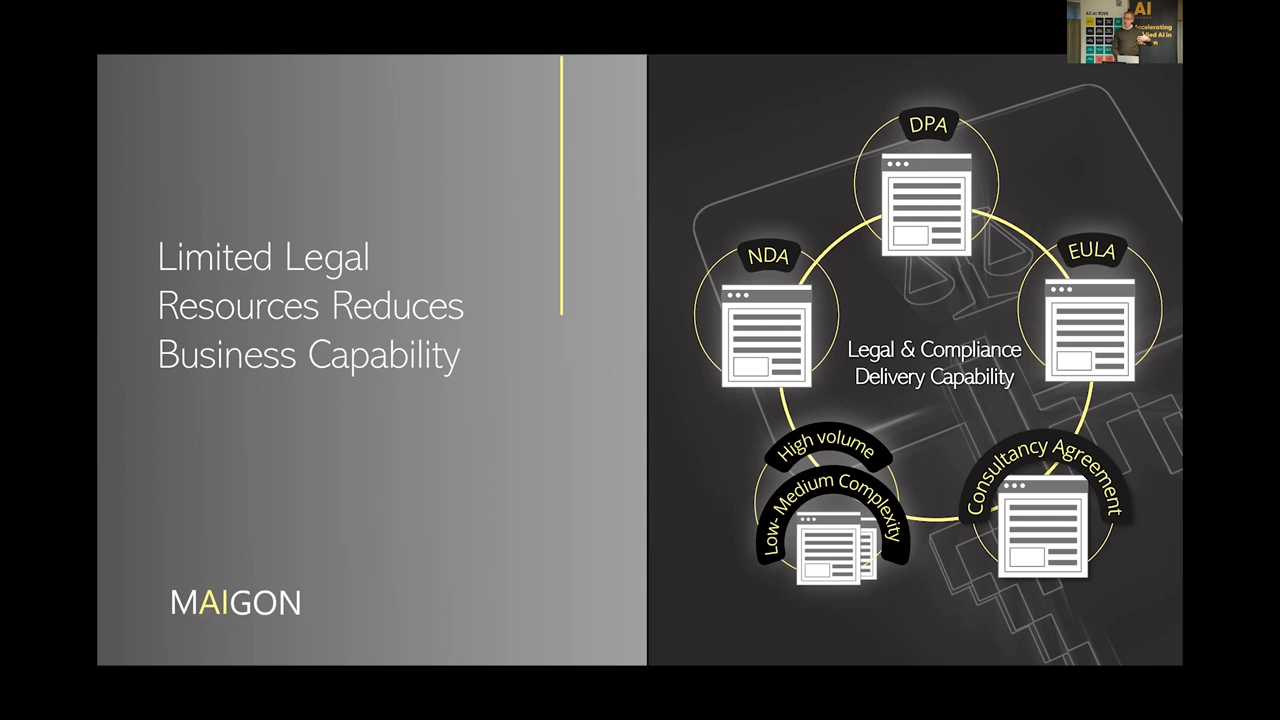 Limited Legal
Resources Reduces
Business Capability
MAIGON
DPA
NDA
EULA
Legal & Compliance
Delivery Capability
High volume
Low- Medium Complexity
Consultancy Agreement
AI
Accelerating